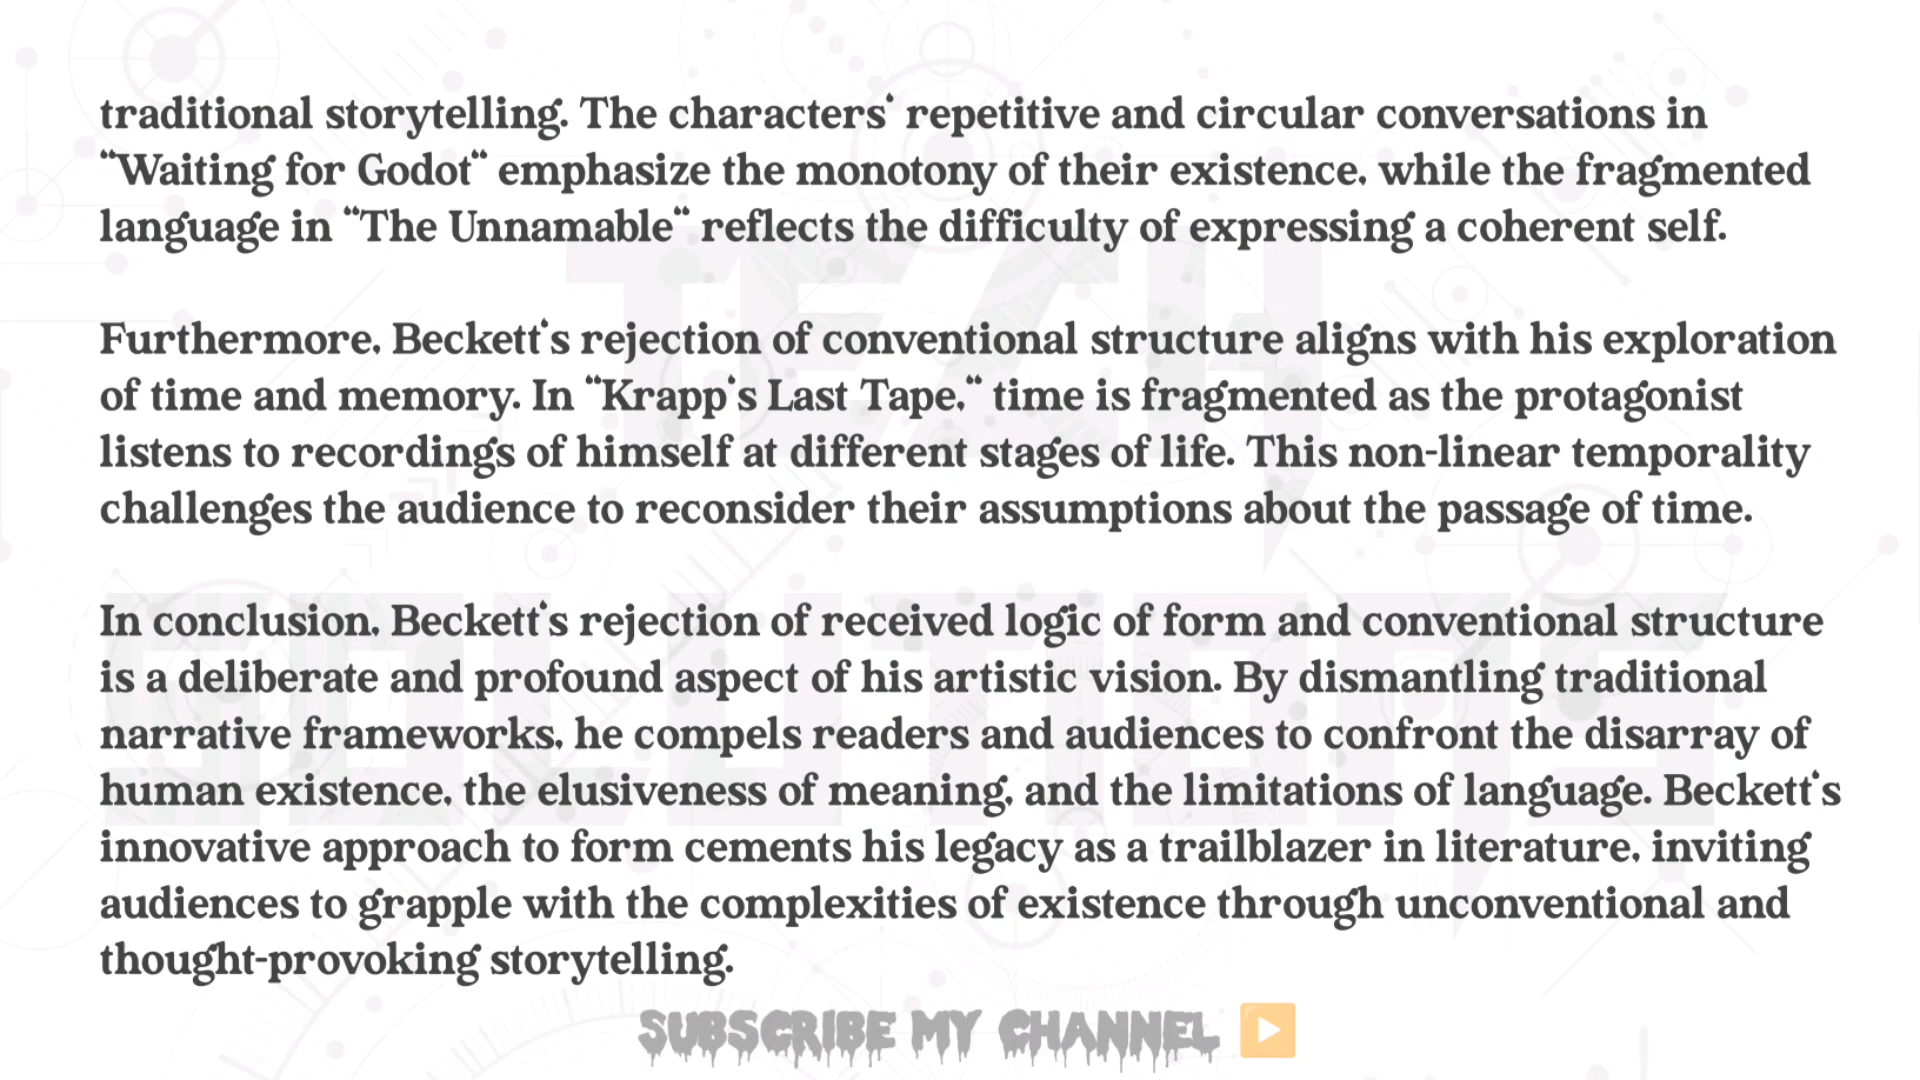 traditional storytelling. The characters‘ repetitive and circular conversations in
“Waiting for Godot“ emphasize the monotony of their existence, while the fragmented
language in “The Unnamable“ reflects the difficulty of expressing a coherent self.
Furthermore, Beckett‘s rejection of conventional structure aligns with his exploration
of time and memory. In “Krapp‘s Last Tape,“ time is fragmented as the protagonist
listens to recordings of himself at different stages of life. This non-linear temporality
challenges the audience to reconsider their assumptions about the passage of time.
In conclusion, Beckett‘s rejection of received logic of form and conventional structure
is a deliberate and profound aspect of his artistic vision. By dismantling traditional
narrative frameworks, he compels readers and audiences to confront the disarray of
human existence, the elusiveness of meaning, and the limitations of language. Beckett‘s
innovative approach to form cements his legacy as a trailblazer in literature, inviting
audiences to grapple with the complexities of existence through unconventional and
thought-provoking storytelling.
SUBSCRIBE MY CHANNEL
TECH
SOLUTIONS